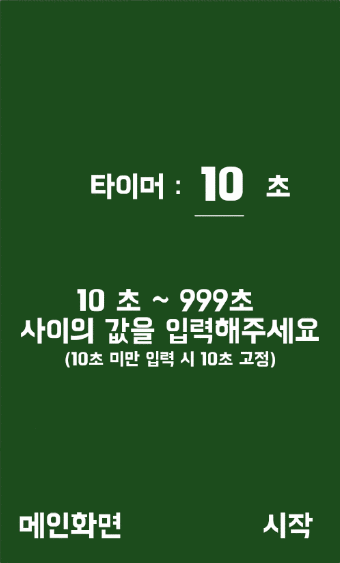 타이머 : 10 초
10 초 ~ 999초
사이의 값을 입력해주세요
(10초 미만 입력 시 10초 고정)
메인화면 시작